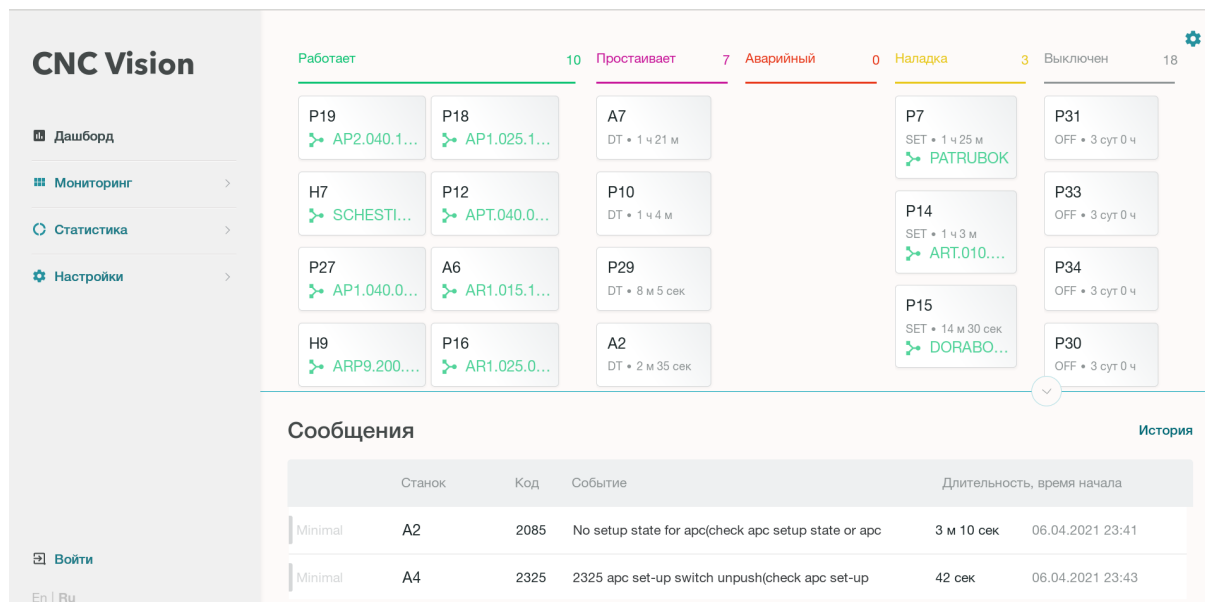 CNC Vision
Дашборд
Мониторинг
Статистика
Настройки
Войти
En | Ru
Работает 10
Простаивает 7
Аварийный 0
Наладка 3
Выключен 18
P19
AP2.040.1...
P18
AP1.025.1...
H7
SCHESTI...
P12
APT.040.0...
P27
AP1.040.0...
A6
AR1.015.1...
H9
ARP9.200....
P16
AR1.025.0...
A7
DT • 1 ч 21 м
P10
DT • 1 ч 4 м
P29
DT • 8 м 5 сек
A2
DT • 2 м 35 сек
P7
SET • 1 ч 25 м
PATRUBOK
P14
SET • 1 ч 3 м
ART.010....
P15
SET • 14 м 30 сек
DORABO...
P31
OFF • 3 сут 0 ч
P33
OFF • 3 сут 0 ч
P34
OFF • 3 сут 0 ч
P30
OFF • 3 сут 0 ч
Сообщения
История
Станок Код Событие Длительность, время начала
Minimal A2 2085 No setup state for apc(check apc setup state or apc 3 м 10 сек 06.04.2021 23:41
Minimal A4 2325 2325 apc set-up switch unpush(check apc set-up 42 сек 06.04.2021 23:43